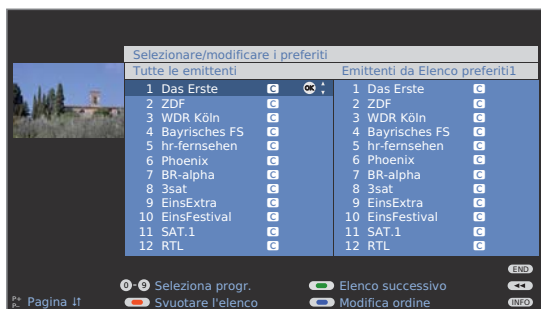 Selezionare/modificare i preferiti
Tutte le emittenti Emittenti da Elenco preferiti1
1 Das Erste C OK 1 Das Erste C
2 ZDF C 2 ZDF C
3 WDR Köln C 3 WDR Köln C
4 Bayrisches FS C 4 Bayrisches FS C
5 hr-fernsehen C 5 hr-fernsehen C
6 Phoenix C 6 Phoenix C
7 BR-alpha C 7 BR-alpha C
8 3sat C 8 3sat C
9 EinsExtra C 9 EinsExtra C
10 EinsFestival C 10 EinsFestival C
11 SAT.1 C 11 SAT.1 C
12 RTL C 12 RTL C
END
0-9 Seleziona progr. Elenco successivo
P+ P- Pagina Svuotare l'elenco Modifica ordine INFO